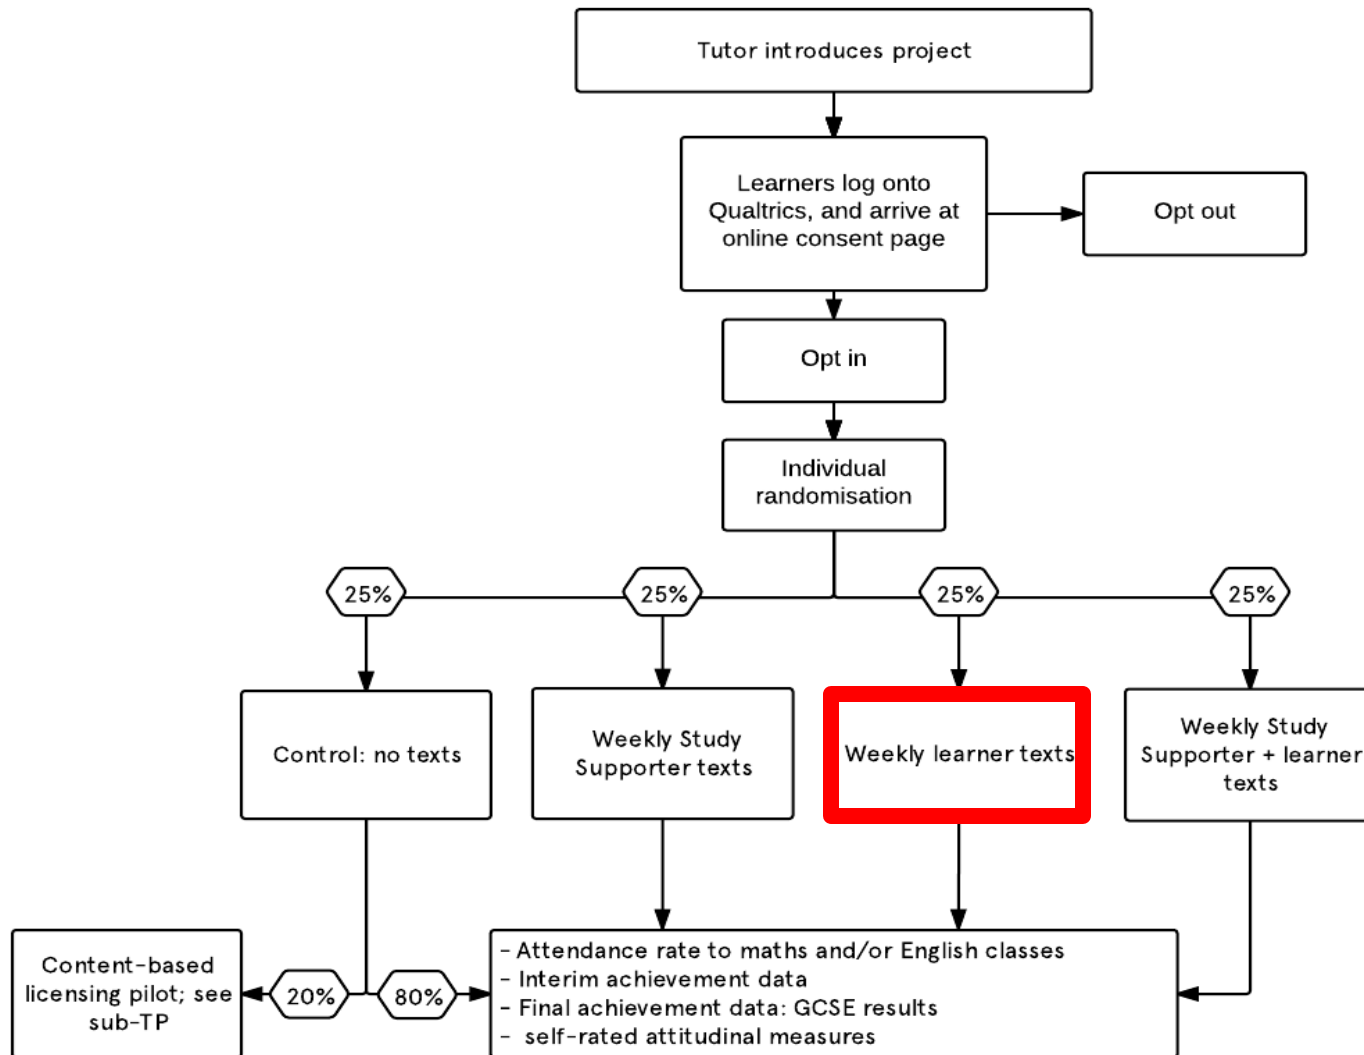 Tutor introduces project
Learners log onto
Qualtrics, and arrive at
online consent page
Opt out
Opt in
Individual
randomisation
25%
25%
25%
25%
Control: no texts
Weekly Study
Supporter texts
Weekly learner texts
Weekly Study
Supporter + learner
texts
Content-based
licensing pilot; see
sub-TP
20%
80%
- Attendance rate to maths and/or English classes
- Interim achievement data
- Final achievement data: GCSE results
- self-rated attitudinal measures